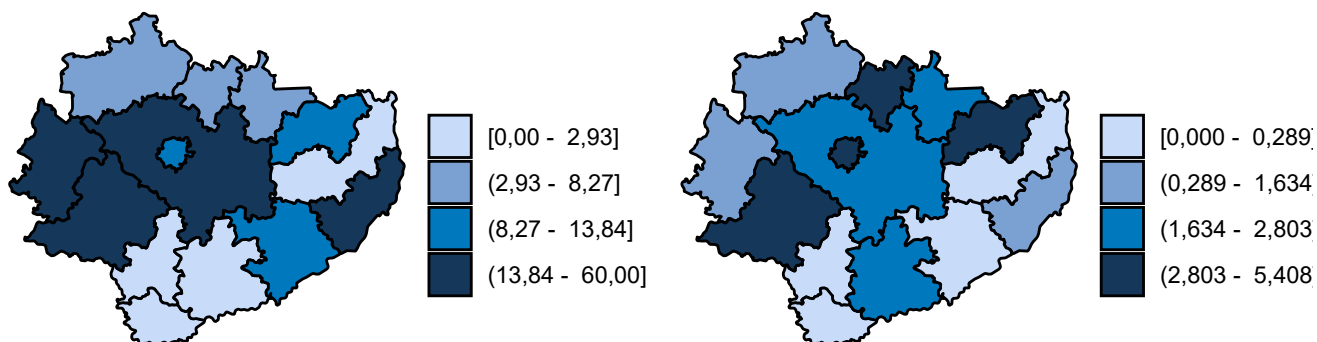 [0,00 - 2,93]
(2,93 - 8,27]
(8,27 - 13,84]
(13,84 - 60,00]
[0,000 - 0,289]
(0,289 - 1,634]
(1,634 - 2,803]
(2,803 - 5,408]